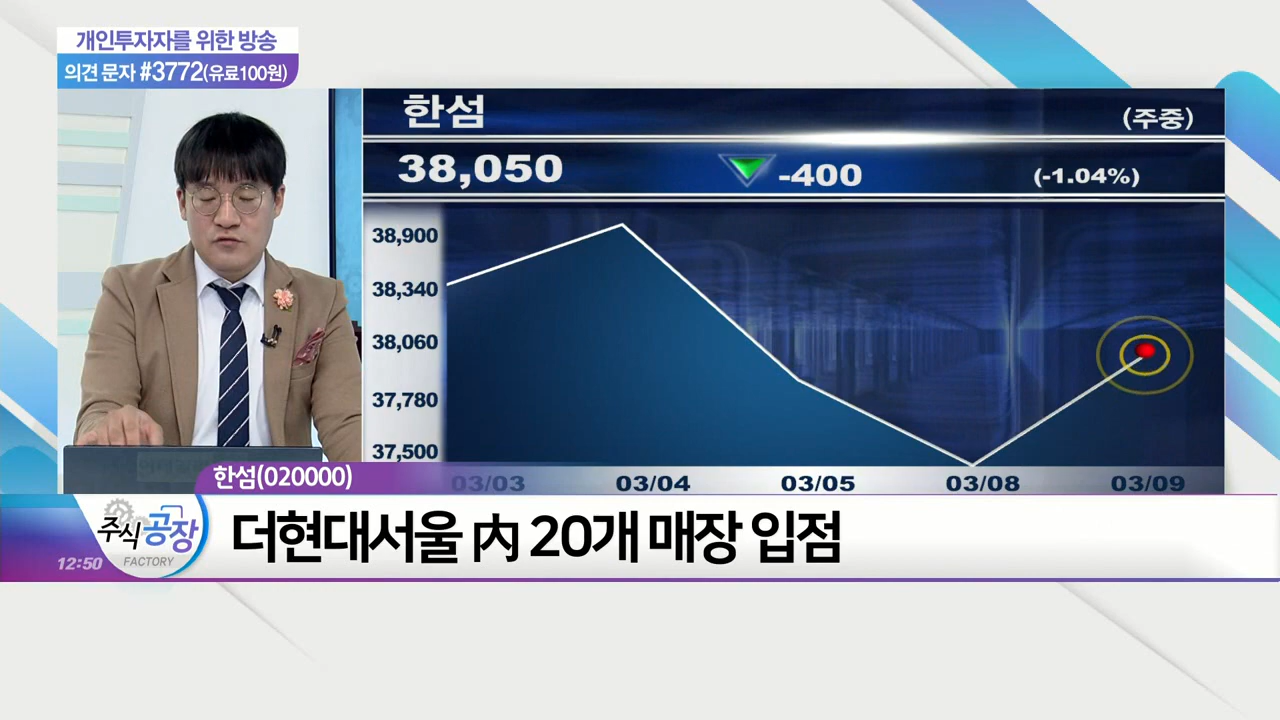 개인투자자를 위한 방송
의견 문자 #3772(유료100원)
한섬
(주중)
38,050
-400
(-1.04%)
38,900
38,340
38,060
37,780
37,500
03/03
03/04
03/05
03/08
03/09
한섬(020000)
주식공장
FACTORY
12:50
더현대서울 內 20개 매장 입점